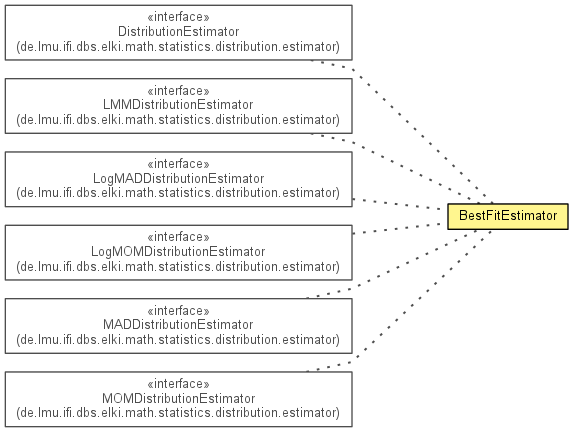 «interface»
DistributionEstimator
(de.lmu.ifi.dbs.elki.math.statistics.distribution.estimator)
«interface»
LMMDistributionEstimator
(de.lmu.ifi.dbs.elki.math.statistics.distribution.estimator)
«interface»
LogMADDistributionEstimator
(de.lmu.ifi.dbs.elki.math.statistics.distribution.estimator)
BestFitEstimator
«interface»
LogMOMDistributionEstimator
(de.lmu.ifi.dbs.elki.math.statistics.distribution.estimator)
«interface»
MADDistributionEstimator
(de.lmu.ifi.dbs.elki.math.statistics.distribution.estimator)
«interface»
MOMDistributionEstimator
(de.lmu.ifi.dbs.elki.math.statistics.distribution.estimator)